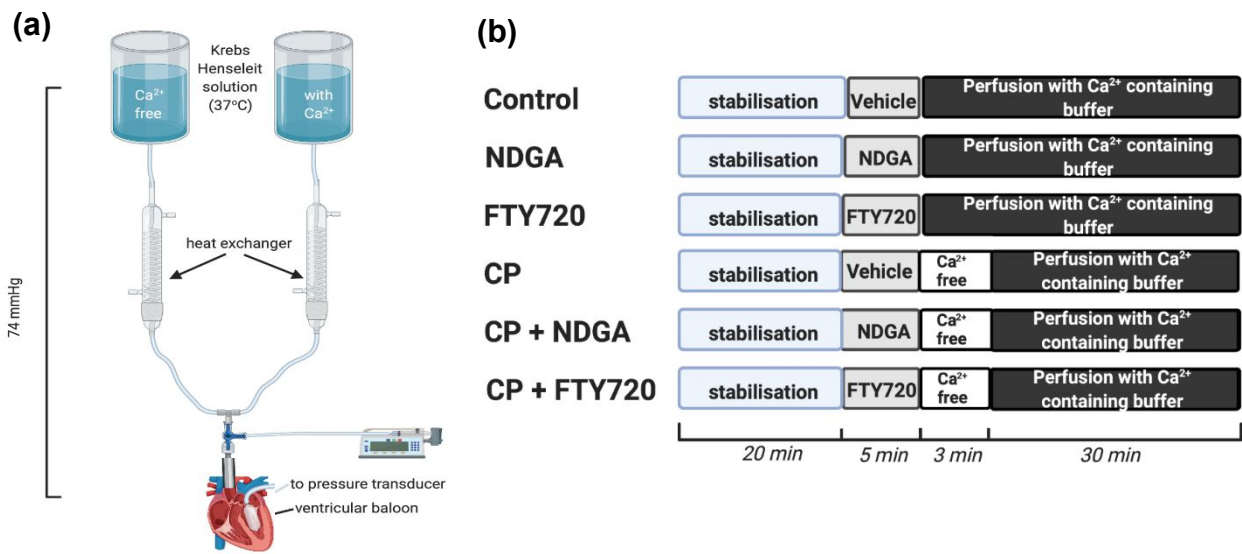 (a)
Krebs
Henseleit
solution
(37°C)
Ca²⁺
free
with
Ca²⁺
heat exchanger
74 mmHg
to pressure transducer
ventricular baloon
(b)
Control
stabilisation
Vehicle
Perfusion with Ca²⁺ containing
buffer
NDGA
stabilisation
NDGA
Perfusion with Ca²⁺ containing
buffer
FTY720
stabilisation
FTY720
Perfusion with Ca²⁺ containing
buffer
CP
stabilisation
Vehicle
Ca²⁺
free
Perfusion with Ca²⁺
containing buffer
CP + NDGA
stabilisation
NDGA
Ca²⁺
free
Perfusion with Ca²⁺
containing buffer
CP + FTY720
stabilisation
FTY720
Ca²⁺
free
Perfusion with Ca²⁺
containing buffer
20 min
5 min
3 min
30 min